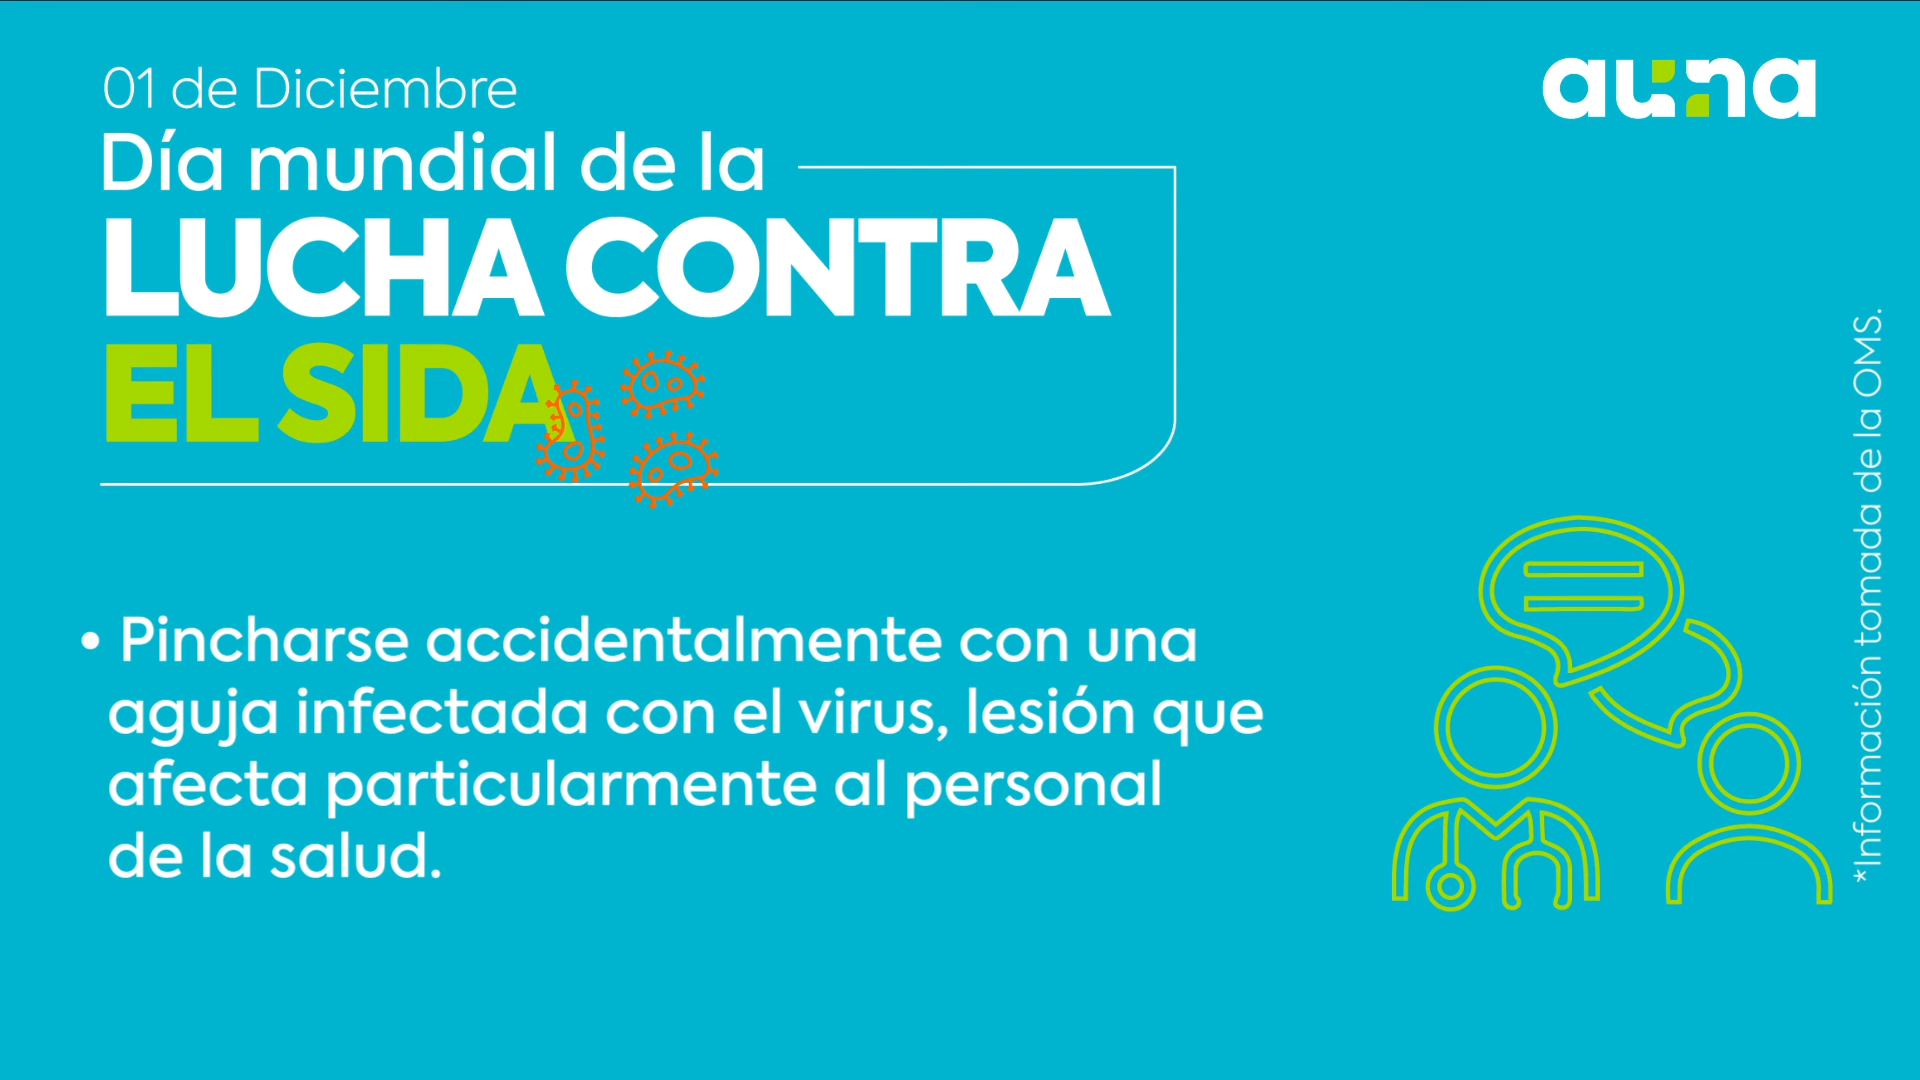 01 de Diciembre
auna
Día mundial de la
LUCHA CONTRA
EL SIDA
• Pincharse accidentalmente con una
aguja infectada con el virus, lesión que
afecta particularmente al personal
de la salud.
*Información tomada de la OMS.